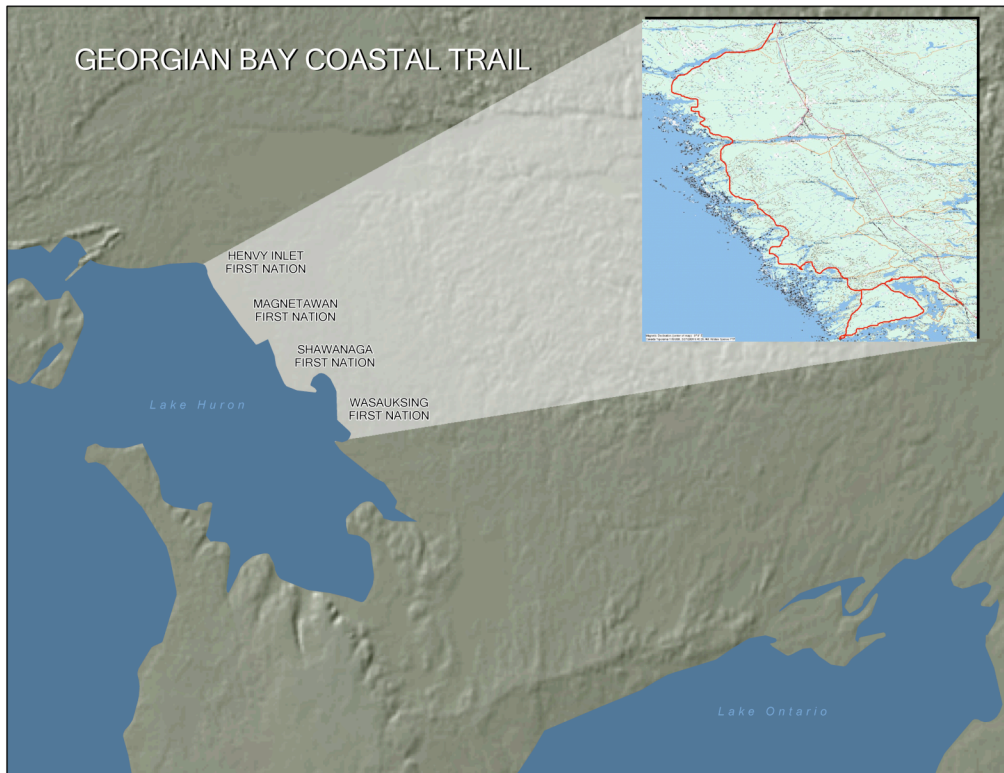 GEORGIAN BAY COASTAL TRAIL
HENVY INLET
FIRST NATION
MAGNETAWAN
FIRST NATION
SHAWANAGA
FIRST NATION
WASAUKSING
FIRST NATION
Lake Huron
Lake Ontario